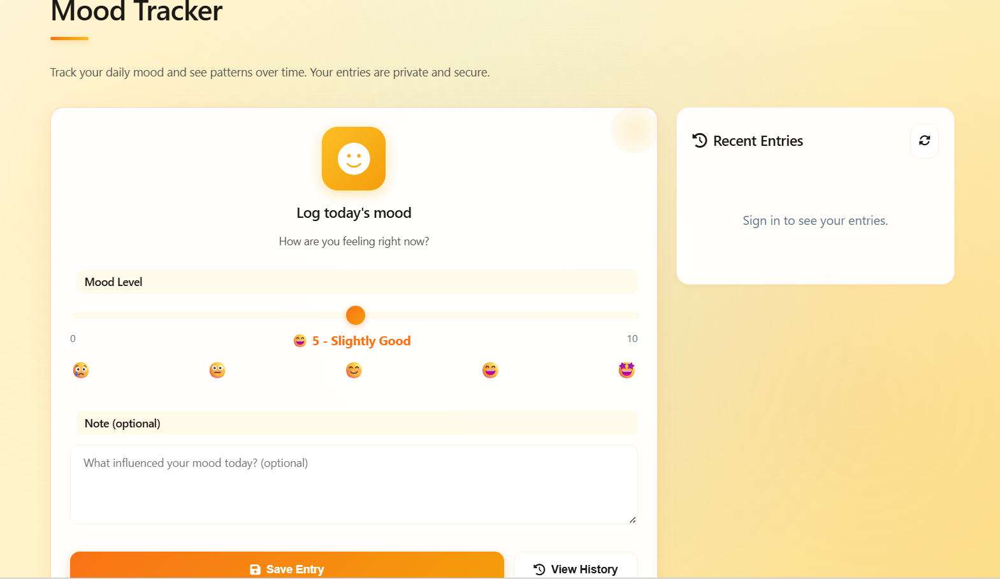 Mood Tracker
Track your daily mood and see patterns over time. Your entries are private and secure.
Log today's mood
How are you feeling right now?
Mood Level
0
😄 5 - Slightly Good
10
😢 😐 😊 😄 🤩
Note (optional)
What influenced your mood today? (optional)
Save Entry
View History
Recent Entries
Sign in to see your entries.